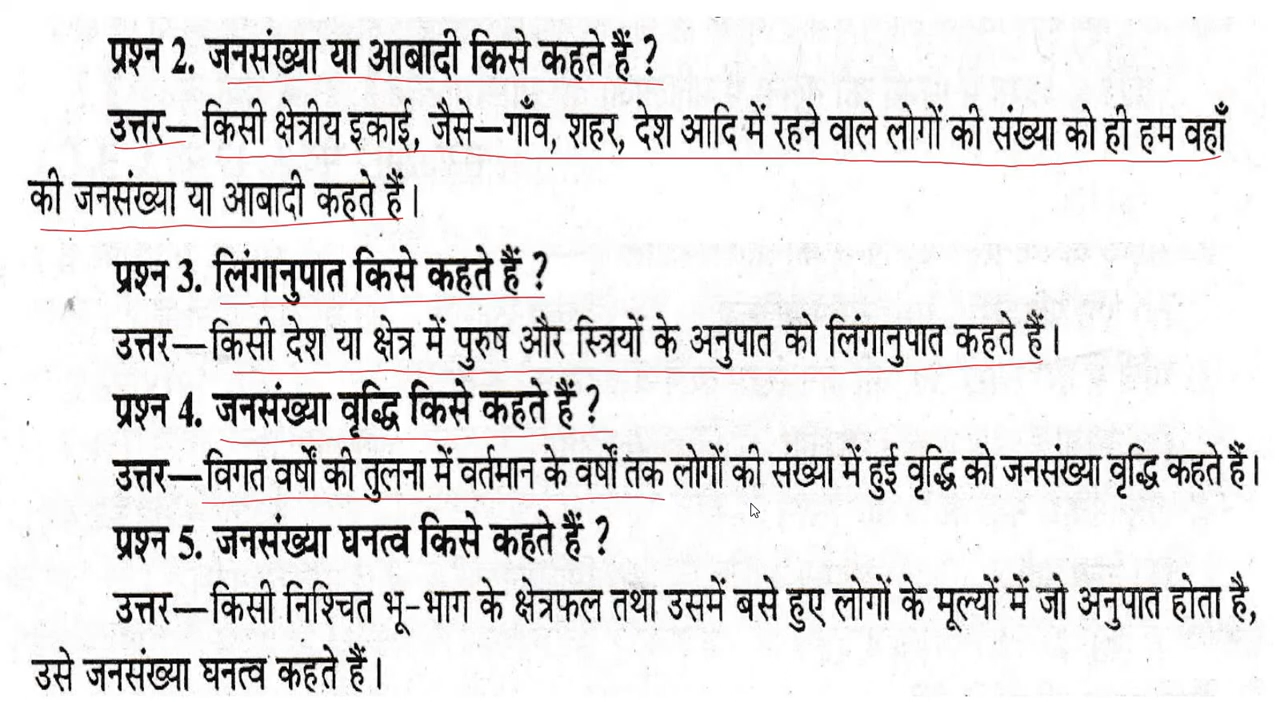 प्रश्न 2. जनसंख्या या आबादी किसे कहते हैं ?
उत्तर—किसी क्षेत्रीय इकाई, जैसे—गाँव, शहर, देश आदि में रहने वाले लोगों की संख्या को ही हम वहाँ
की जनसंख्या या आबादी कहते हैं।
प्रश्न 3. लिंगानुपात किसे कहते हैं ?
उत्तर—किसी देश या क्षेत्र में पुरुष और स्त्रियों के अनुपात को लिंगानुपात कहते हैं।
प्रश्न 4. जनसंख्या वृद्धि किसे कहते हैं ?
उत्तर—विगत वर्षों की तुलना में वर्तमान के वर्षों तक लोगों की संख्या में हुई वृद्धि को जनसंख्या वृद्धि कहते हैं।
प्रश्न 5. जनसंख्या घनत्व किसे कहते हैं ?
उत्तर—किसी निश्चित भू-भाग के क्षेत्रफल तथा उसमें बसे हुए लोगों के मूल्यों में जो अनुपात होता है,
उसे जनसंख्या घनत्व कहते हैं।